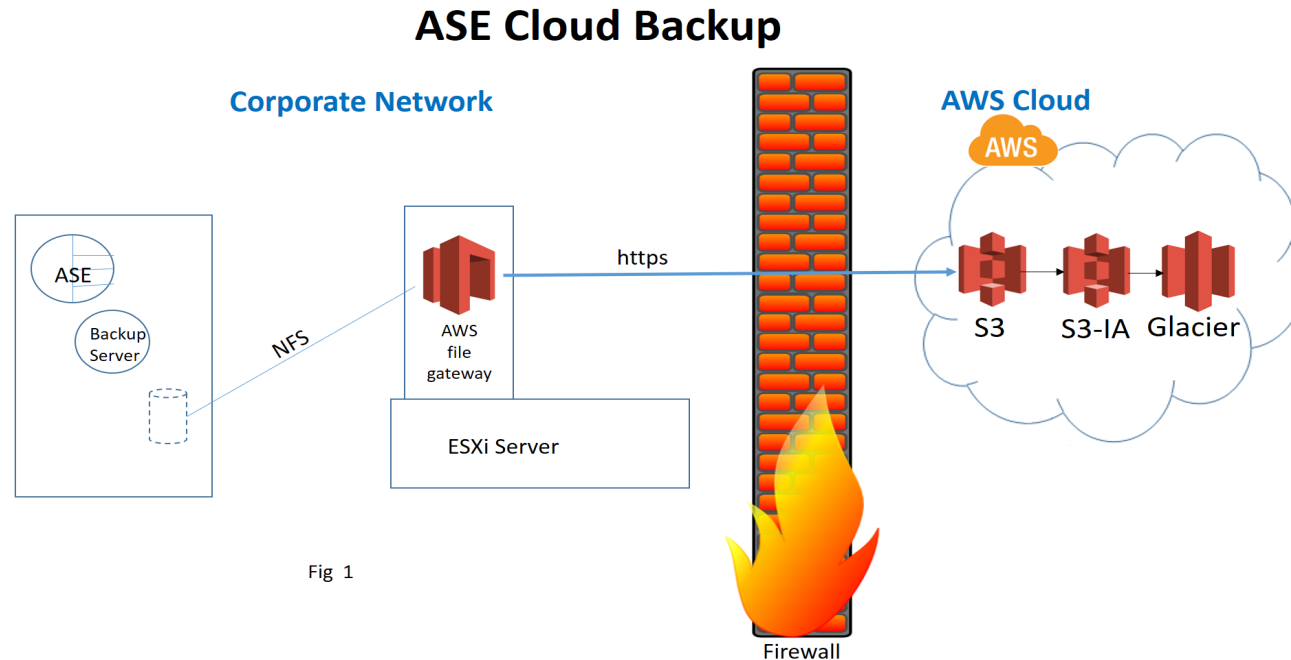 ASE Cloud Backup
Corporate Network
AWS Cloud
AWS
ASE
Backup
Server
NFS
AWS
file
gateway
ESXi Server
https
S3
S3-IA
Glacier
Fig 1
Firewall